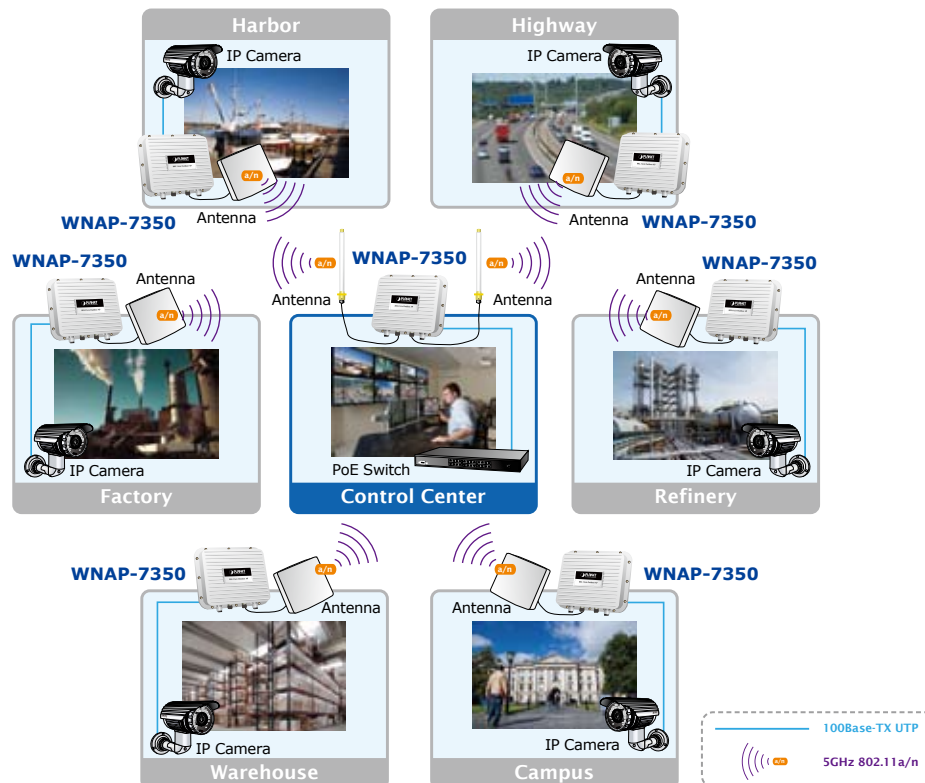 Harbor
Highway
IP Camera
IP Camera
a/n
a/n
Antenna
Antenna
WNAP-7350
WNAP-7350
WNAP-7350
WNAP-7350
WNAP-7350
Antenna
a/n
a/n
Antenna
Antenna
Antenna
a/n
a/n
PLANET
IP Camera
PoE Switch
IP Camera
Factory
Control Center
Refinery
WNAP-7350
a/n
a/n
WNAP-7350
Antenna
Antenna
IP Camera
IP Camera
Warehouse
Campus
100Base-TX UTP
a/n
5GHz 802.11a/n